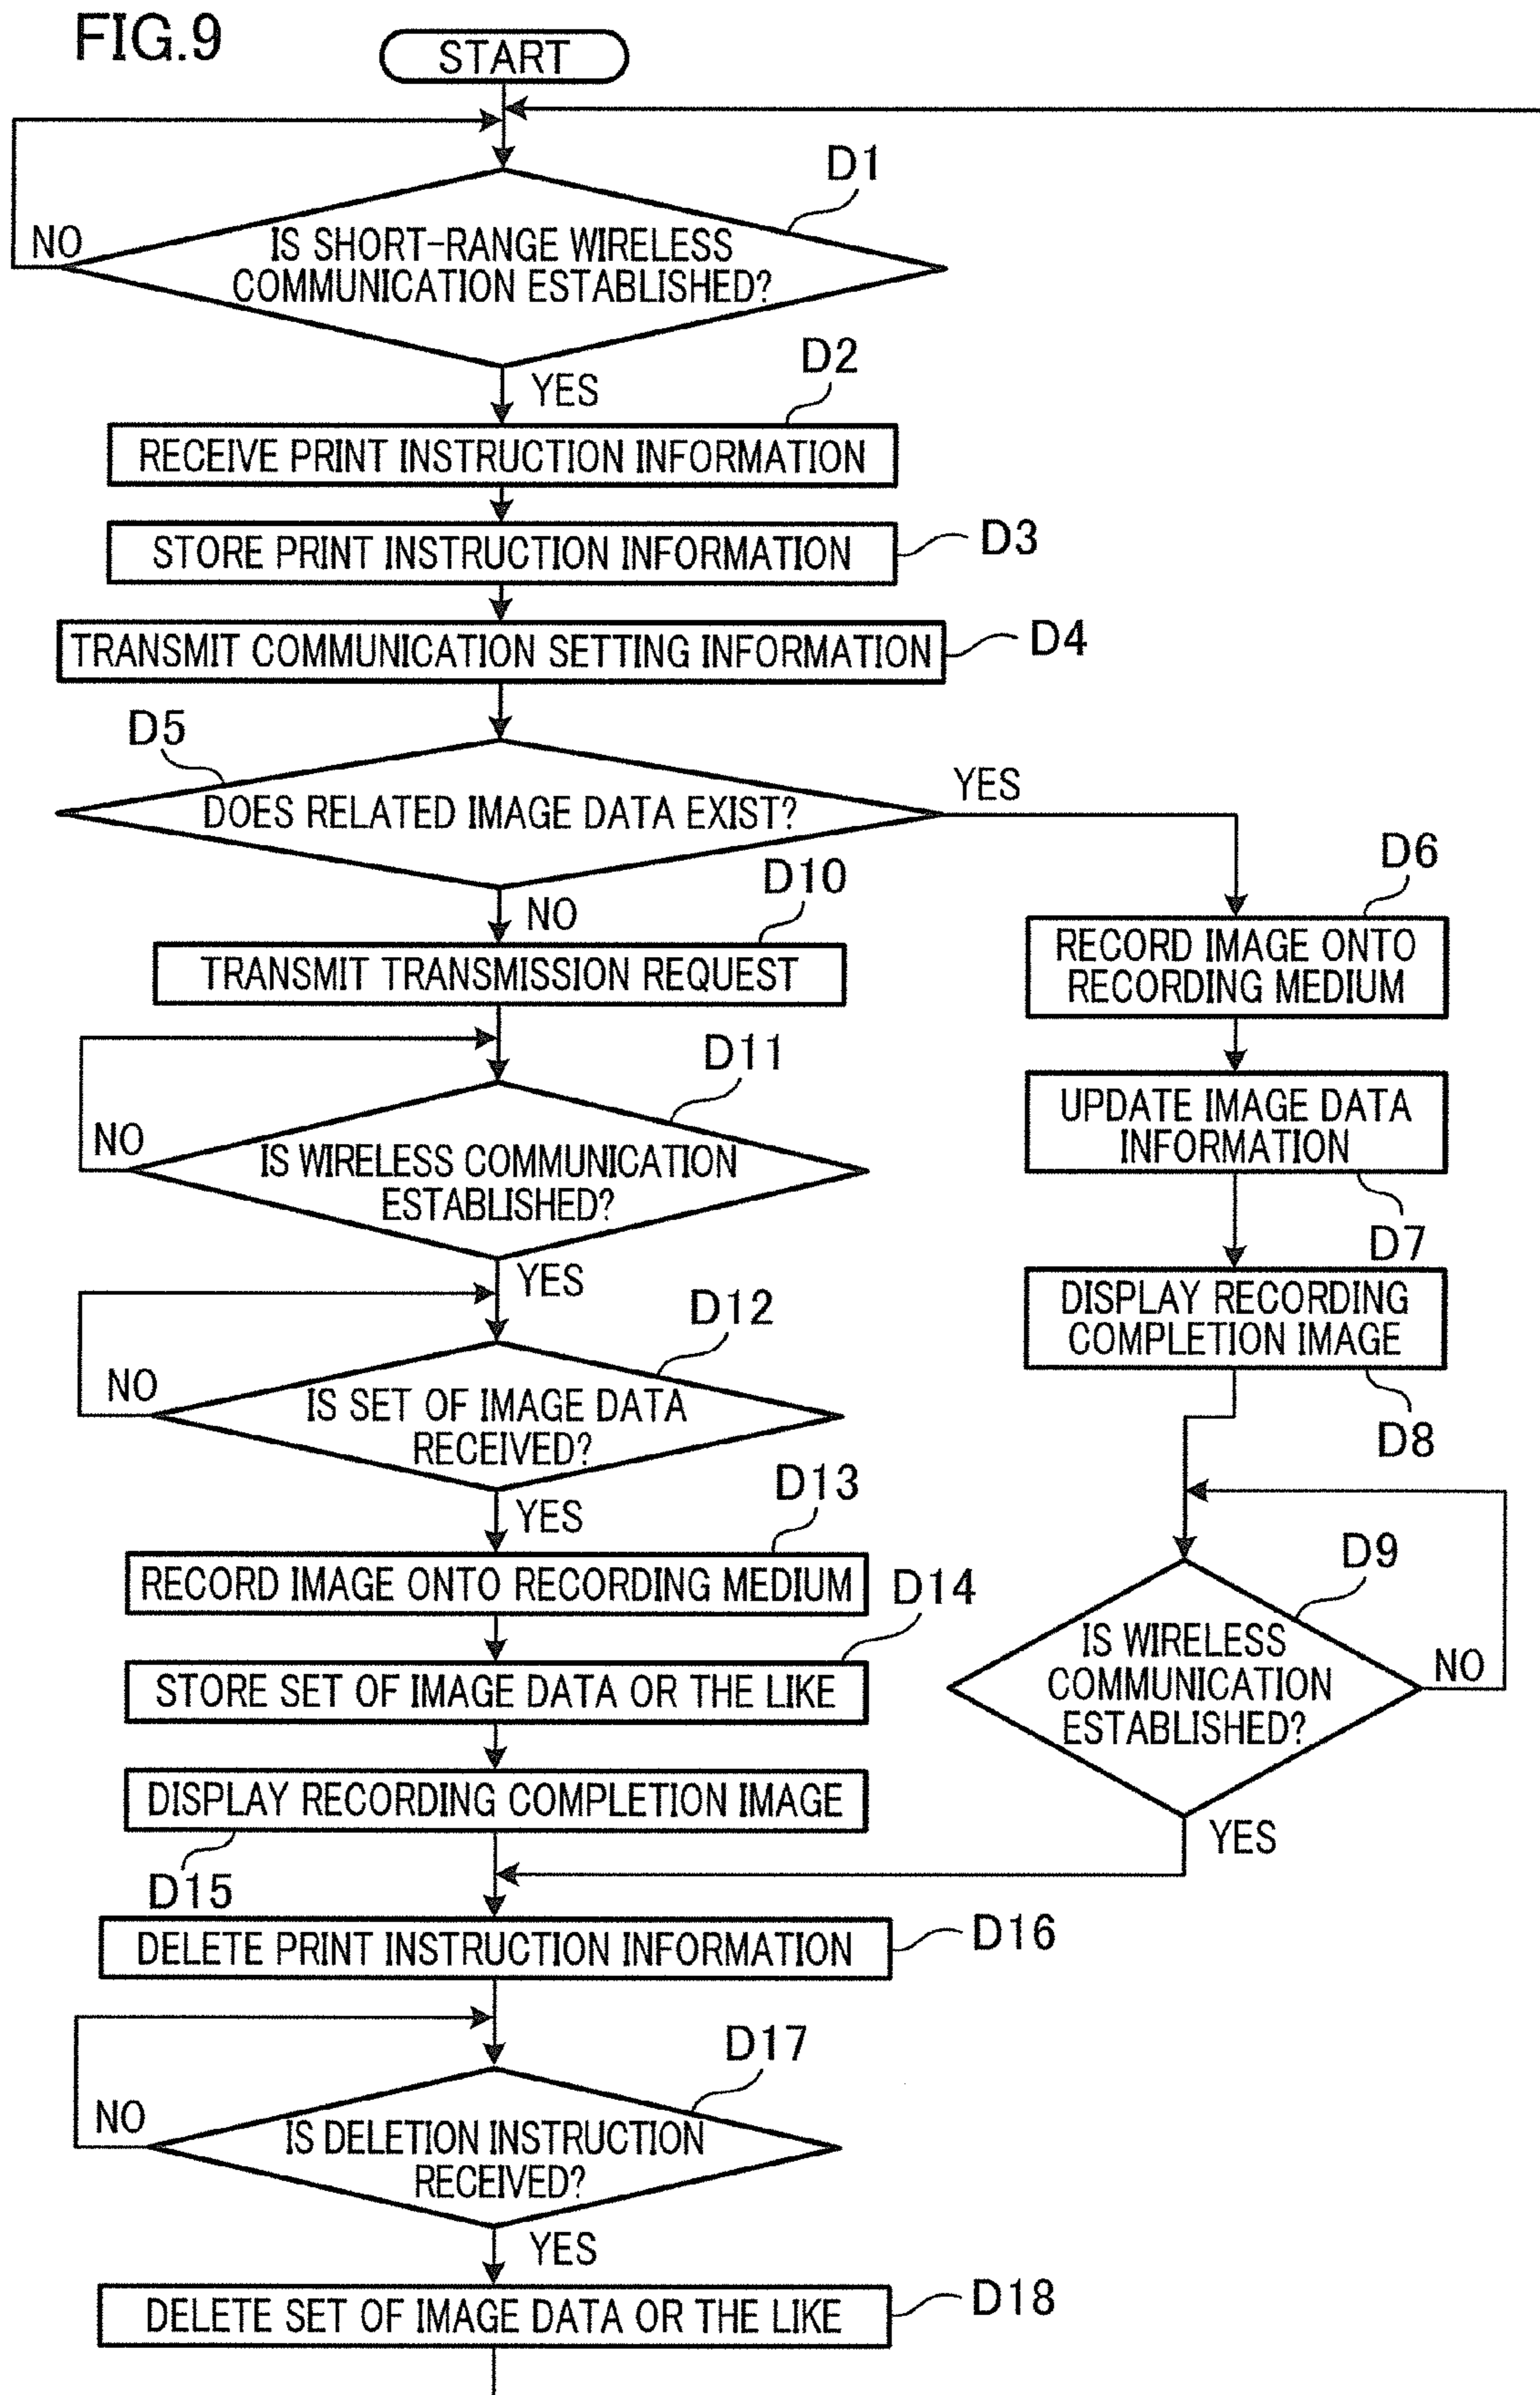 FIG.9
START
D1
NO
IS SHORT-RANGE WIRELESS
COMMUNICATION ESTABLISHED?
YES
D2
RECEIVE PRINT INSTRUCTION INFORMATION
STORE PRINT INSTRUCTION INFORMATION
D3
TRANSMIT COMMUNICATION SETTING INFORMATION
D4
D5
DOES RELATED IMAGE DATA EXIST?
YES
NO
D10
TRANSMIT TRANSMISSION REQUEST
D6
RECORD IMAGE ONTO
RECORDING MEDIUM
D11
NO
IS WIRELESS COMMUNICATION
ESTABLISHED?
YES
UPDATE IMAGE DATA
INFORMATION
D7
D12
NO
IS SET OF IMAGE DATA
RECEIVED?
YES
DISPLAY RECORDING
COMPLETION IMAGE
D8
D13
RECORD IMAGE ONTO RECORDING MEDIUM
D14
STORE SET OF IMAGE DATA OR THE LIKE
D9
IS WIRELESS
COMMUNICATION
ESTABLISHED?
NO
YES
DISPLAY RECORDING COMPLETION IMAGE
D15
DELETE PRINT INSTRUCTION INFORMATION
D16
D17
NO
IS DELETION INSTRUCTION
RECEIVED?
YES
DELETE SET OF IMAGE DATA OR THE LIKE
D18